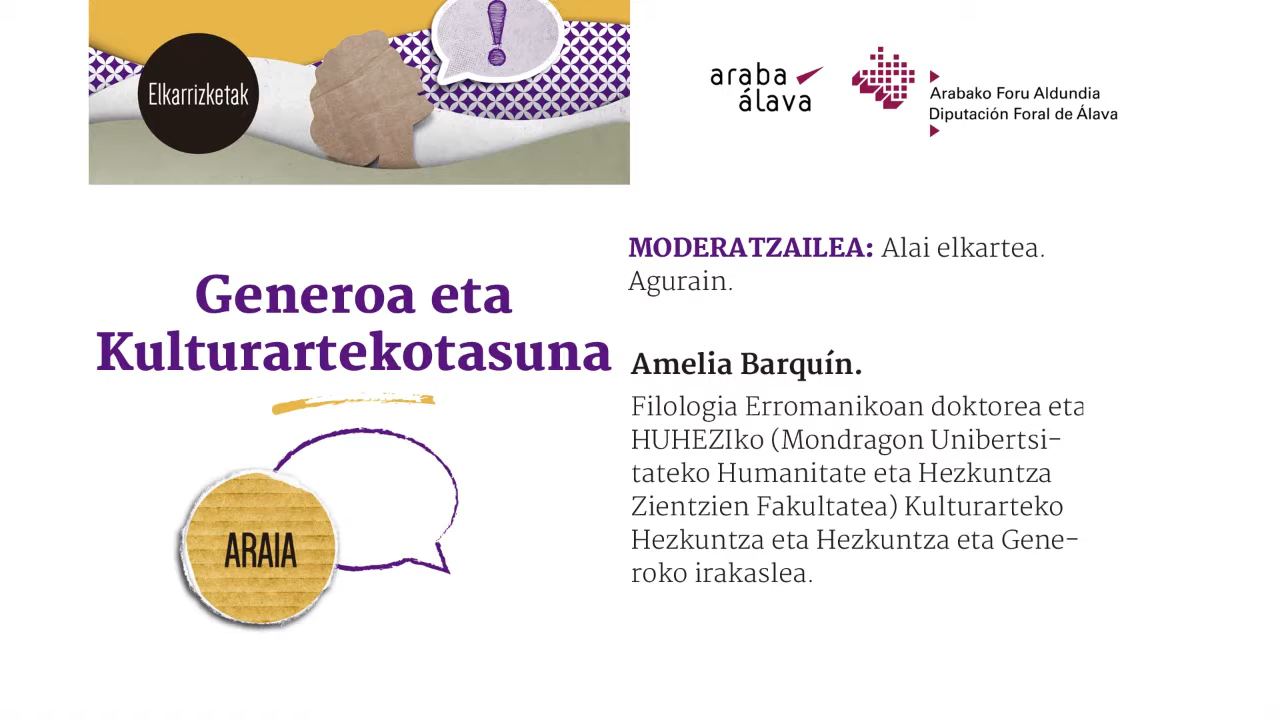 Elkarrizketak
araba
álava
Arabako Foru Aldundia
Diputación Foral de Álava
Generoa eta
Kulturartekotasuna
ARAIA
MODERATZAILEA: Alai elkartea.
Agurain.
Amelia Barquín.
Filologia Erromanikoan doktorea eta
HUHEZIko (Mondragon Unibertsi-
tateko Humanitate eta Hezkuntza
Zientzien Fakultatea) Kulturarteko
Hezkuntza eta Hezkuntza eta Gene-
roko irakaslea.